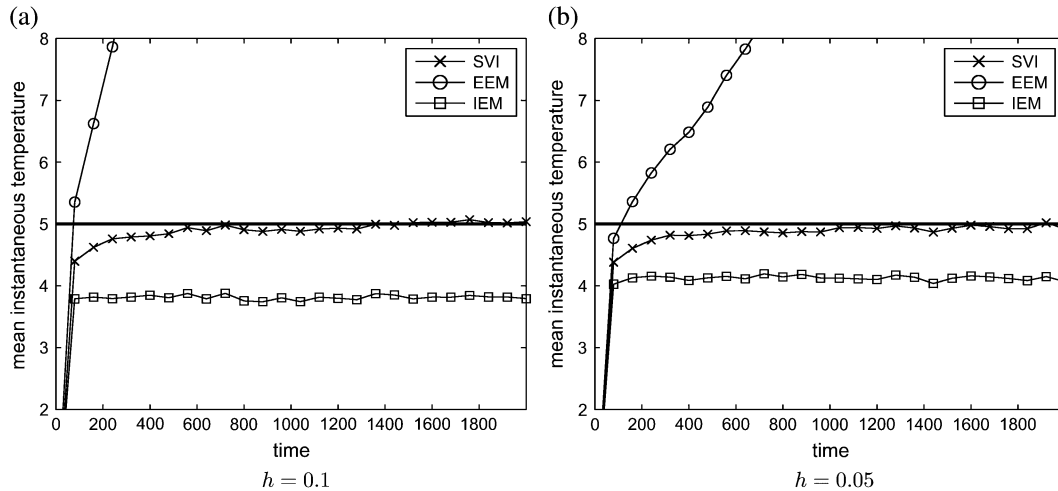 (a)
mean instantaneous temperature
8
7
6
5
4
3
2
0 200 400 600 800 1000 1200 1400 1600 1800
time
SVI
EEM
IEM
h = 0.1
(b)
mean instantaneous temperature
8
7
6
5
4
3
2
0 200 400 600 800 1000 1200 1400 1600 1800
time
SVI
EEM
IEM
h = 0.05